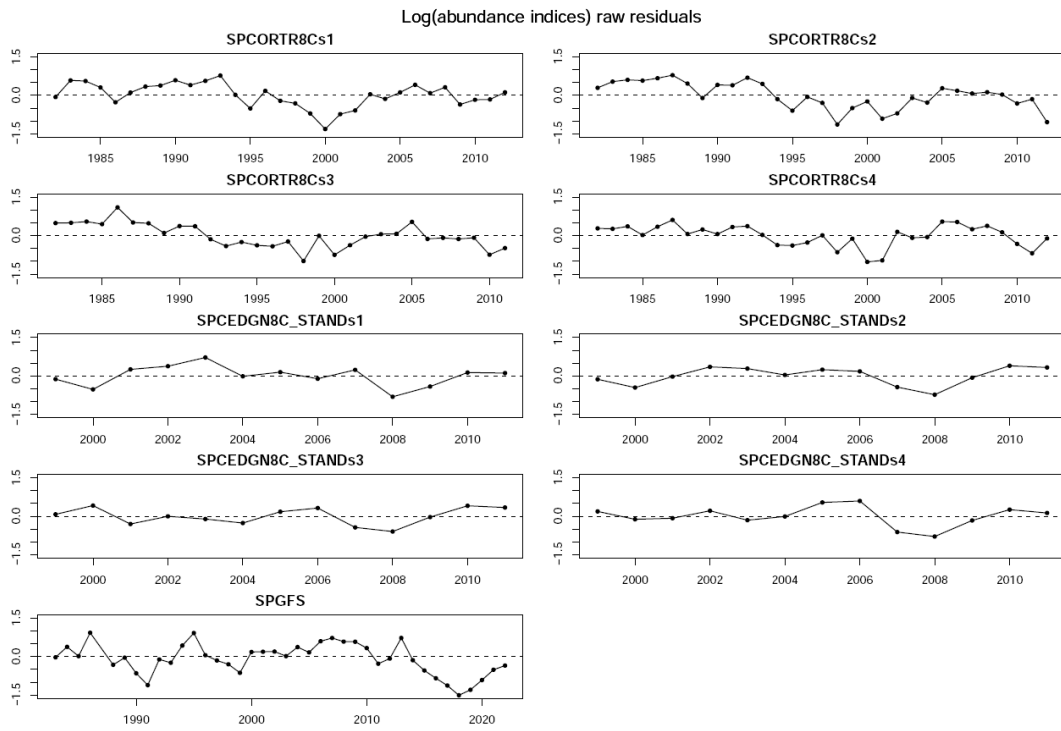 Log(abundance indices) raw residuals
SPCORTR8Cs1
1.5
0.0
−1.5
1985 1990 1995 2000 2005 2010
SPCORTR8Cs2
1.5
0.0
−1.5
1985 1990 1995 2000 2005 2010
SPCORTR8Cs3
1.5
0.0
−1.5
1985 1990 1995 2000 2005 2010
SPCORTR8Cs4
1.5
0.0
−1.5
1985 1990 1995 2000 2005 2010
SPCEDGN8C_STANDs1
1.5
0.0
−1.5
2000 2002 2004 2006 2008 2010
SPCEDGN8C_STANDs2
1.5
0.0
−1.5
2000 2002 2004 2006 2008 2010
SPCEDGN8C_STANDs3
1.5
0.0
−1.5
2000 2002 2004 2006 2008 2010
SPCEDGN8C_STANDs4
1.5
0.0
−1.5
2000 2002 2004 2006 2008 2010
SPGFS
1.5
0.0
−1.5
1990 2000 2010 2020